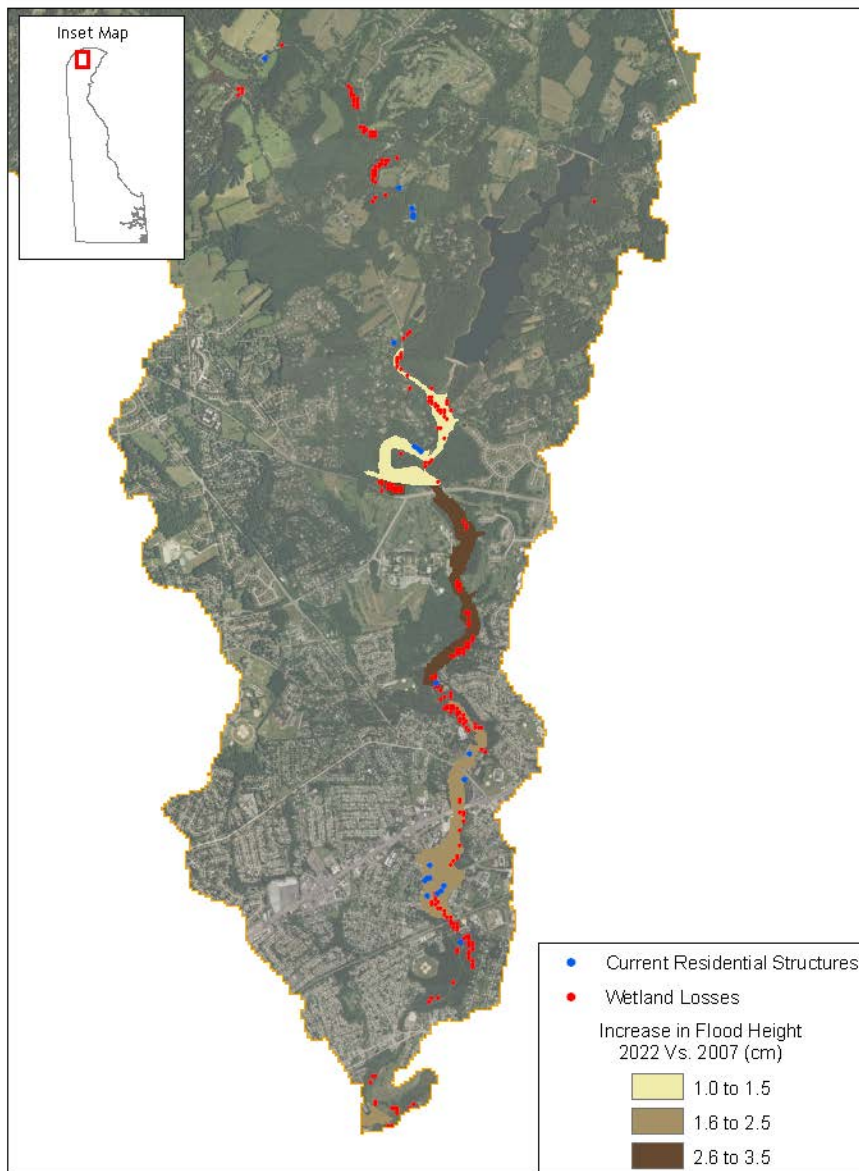 Inset Map
Current Residential Structures
Wetland Losses
Increase in Flood Height
2022 Vs. 2007 (cm)
1.0 to 1.5
1.6 to 2.5
2.6 to 3.5